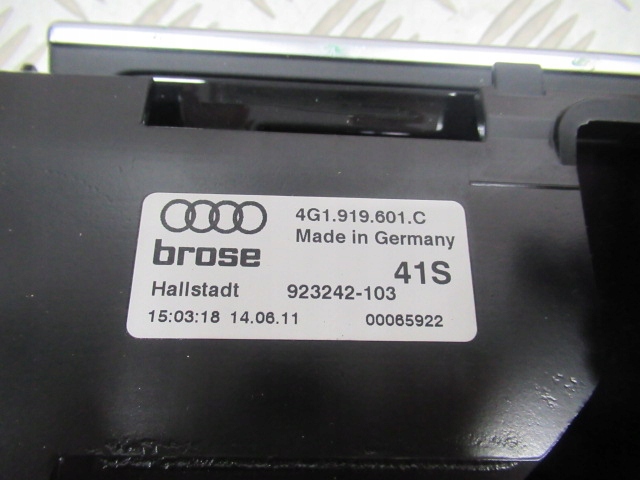 4G1.919.601.C
Made in Germany
brose
41S
Hallstadt 923242-103
15:03:18 14.06.11 00065922